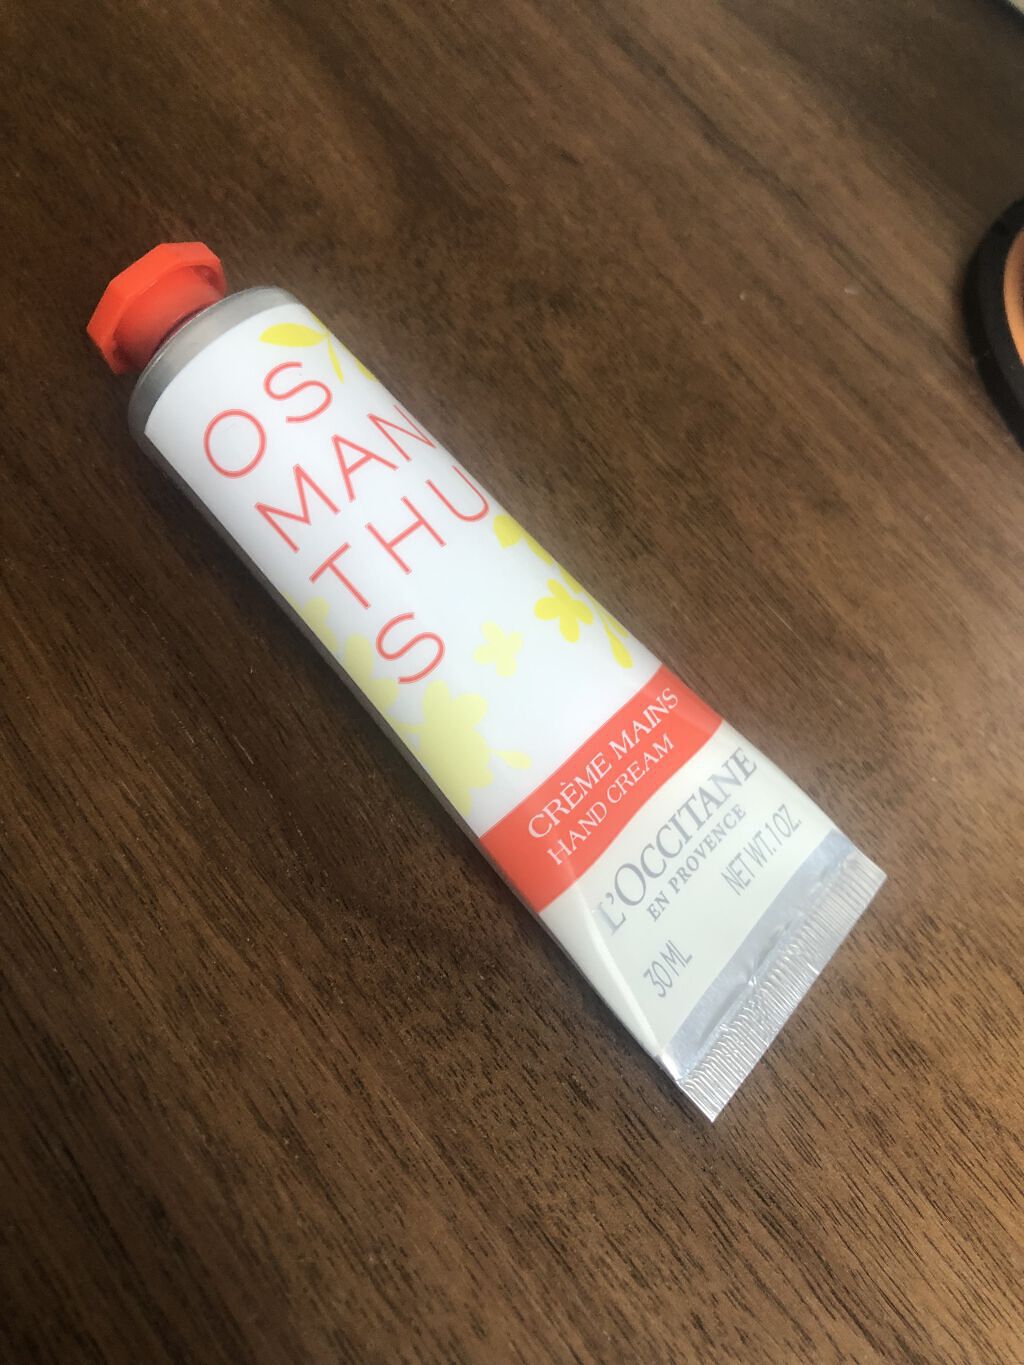 OS
MAN
THU
S
CRÈME MAINS
HAND CREAM
L'OCCITANE
EN PROVENCE
30 ML
NET WT. 1 OZ.